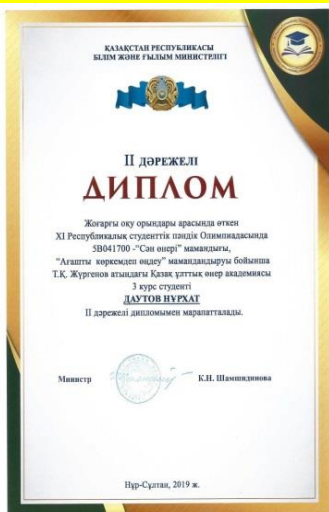 ҚАЗАҚСТАН РЕСПУБЛИКАСЫ
БІЛІМ ЖӘНЕ ҒЫЛЫМ МИНИСТРЛІГІ
II ДӘРЕЖЕЛІ
ДИПЛОМ
Жоғарғы оқу орындары арасында өткен
XI Республикалық студенттік пәндік Олимпиадасында
5B041700 -“Сән өнері” мамандығы,
“Ағашты көркемдеп өңдеу” мамандандыруы бойынша
Т.Қ. Жүргенов атындағы Қазақ ұлттық өнер академиясы
3 курс студенті
ДАУТОВ НҰРХАТ
II дәрежелі дипломымен марапатталады.
Министр К.Н. Шамшидинова
Нұр-Сұлтан, 2019 ж.